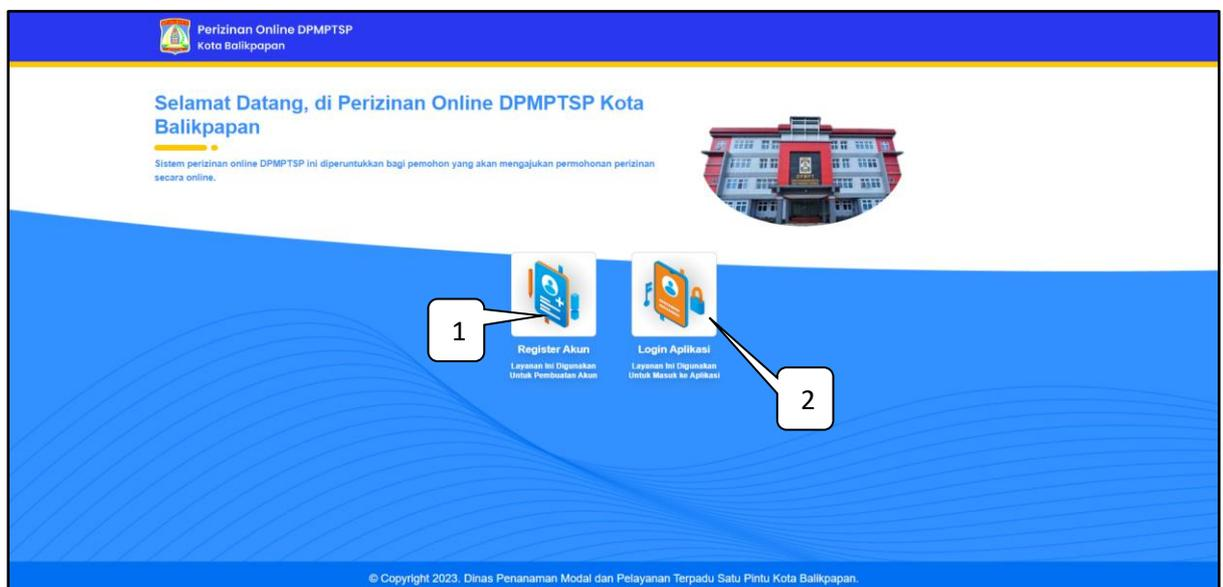 Perizinan Online DPMPTSP
Kota Balikpapan
Selamat Datang, di Perizinan Online DPMPTSP Kota
Balikpapan
Sistem perizinan online DPMPTSP ini diperuntukkan bagi pemohon yang akan mengajukan permohonan perizinan
secara online.
1
Register Akun
Layanan Ini Digunakan
Untuk Pembuatan Akun
Login Aplikasi
Layanan Ini Digunakan
Untuk Masuk ke Aplikasi
2
© Copyright 2023. Dinas Penanaman Modal dan Pelayanan Terpadu Satu Pintu Kota Balikpapan.